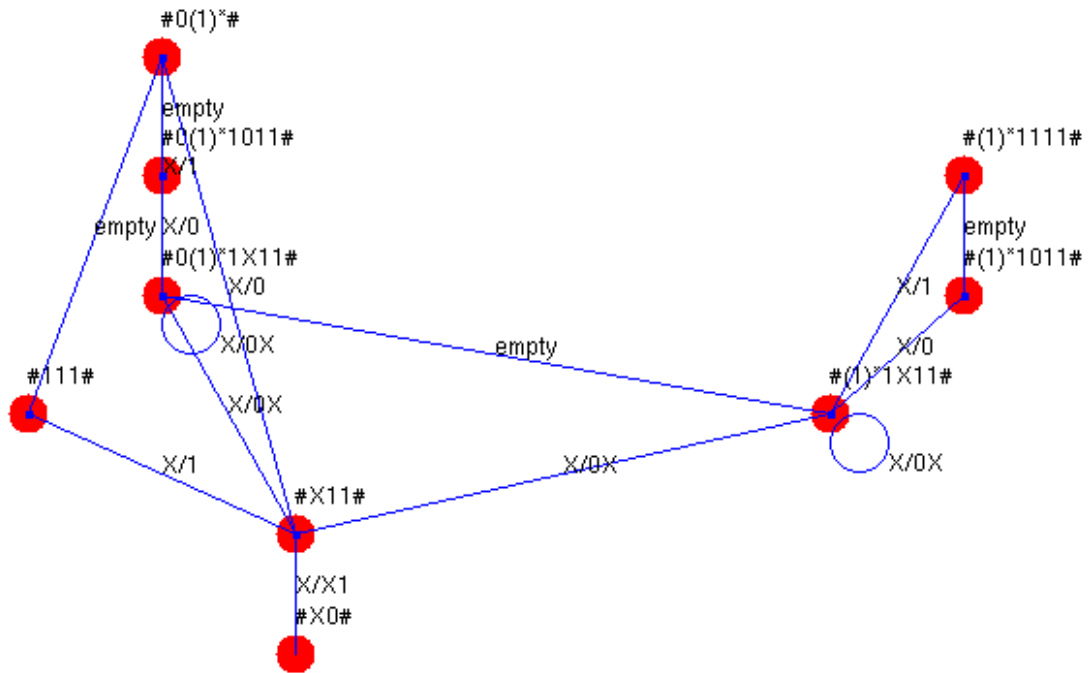 #0(1)*#
empty
#0(1)*1011#
#(1)*1111#
X/1
empty X/0
empty
#0(1)*1X11#
#(1)*1011#
X/0
X/1
X/0X
empty
X/0
#111#
#(1)*1X11#
X/0X
X/1
X/0X
X/0X
#X11#
X/X1
#X0#